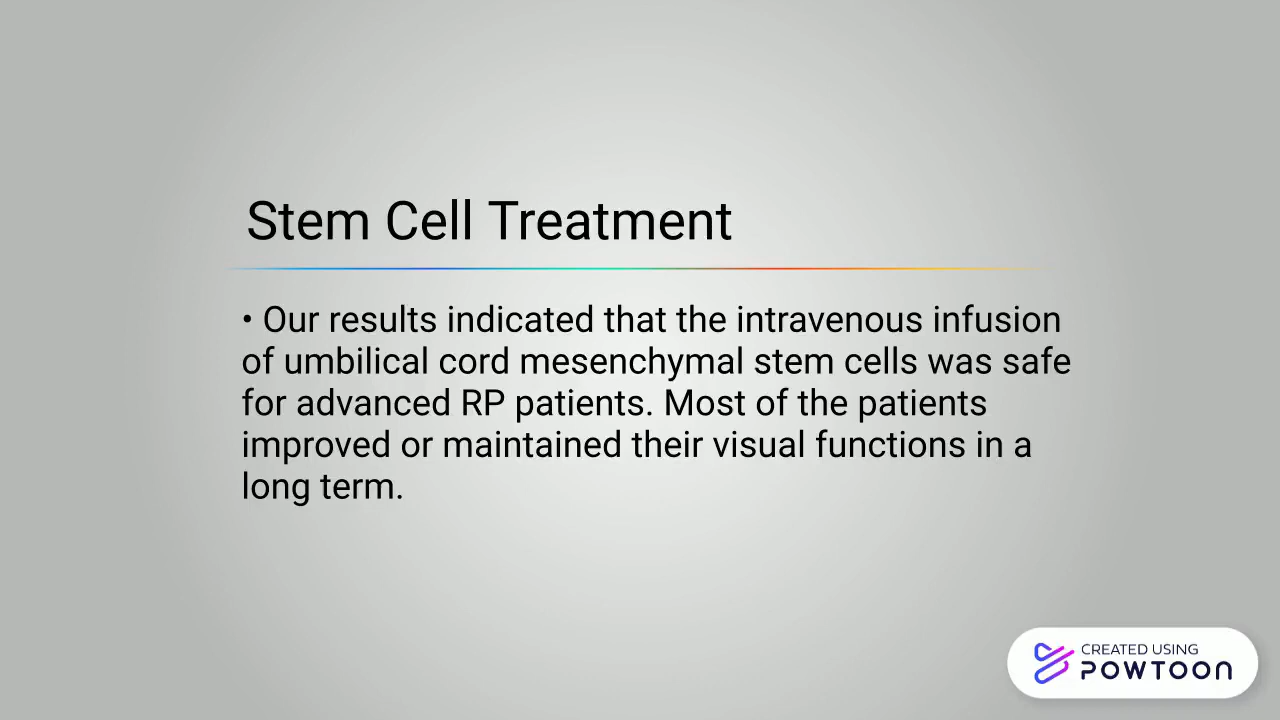 Stem Cell Treatment
• Our results indicated that the intravenous infusion
of umbilical cord mesenchymal stem cells was safe
for advanced RP patients. Most of the patients
improved or maintained their visual functions in a
long term.
CREATED USING
POWTOON